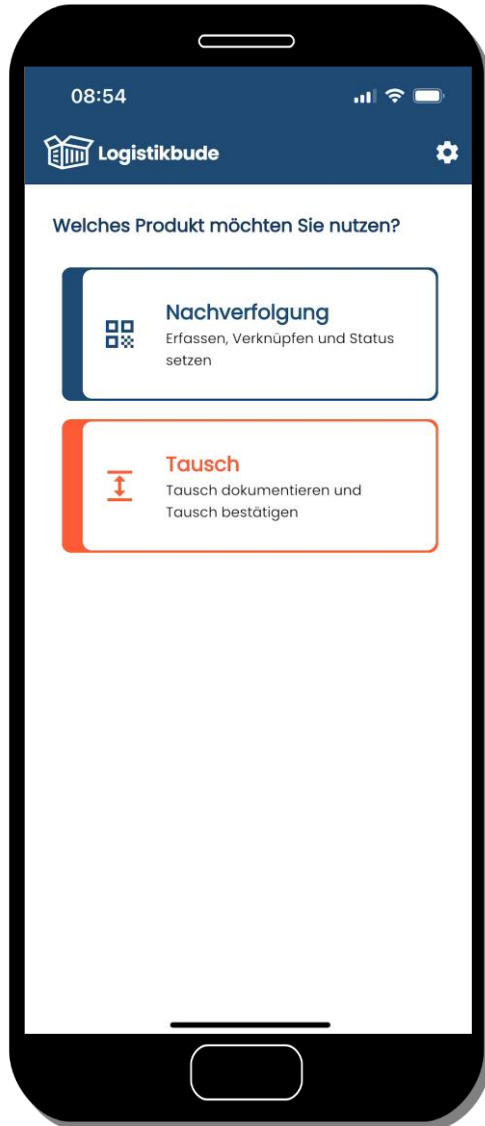 08:54
Logistikbude
Welches Produkt möchten Sie nutzen?
Nachverfolgung
Erfassen, Verknüpfen und Status
setzen
Tausch
Tausch dokumentieren und
Tausch bestätigen